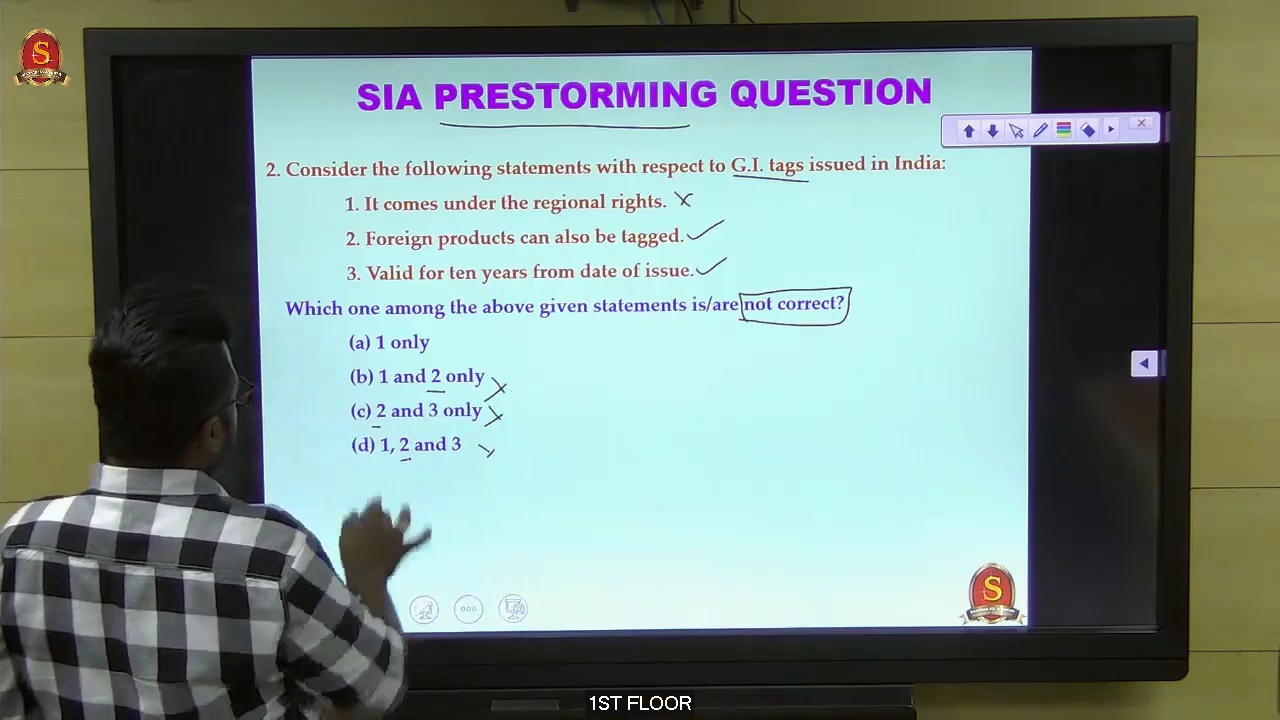 S
SIA PRESTORMING QUESTION
2. Consider the following statements with respect to G.I. tags issued in India:
1. It comes under the regional rights.
2. Foreign products can also be tagged.
3. Valid for ten years from date of issue.
Which one among the above given statements is/are not correct?
(a) 1 only
(b) 1 and 2 only
(c) 2 and 3 only
(d) 1, 2 and 3
S
1ST FLOOR